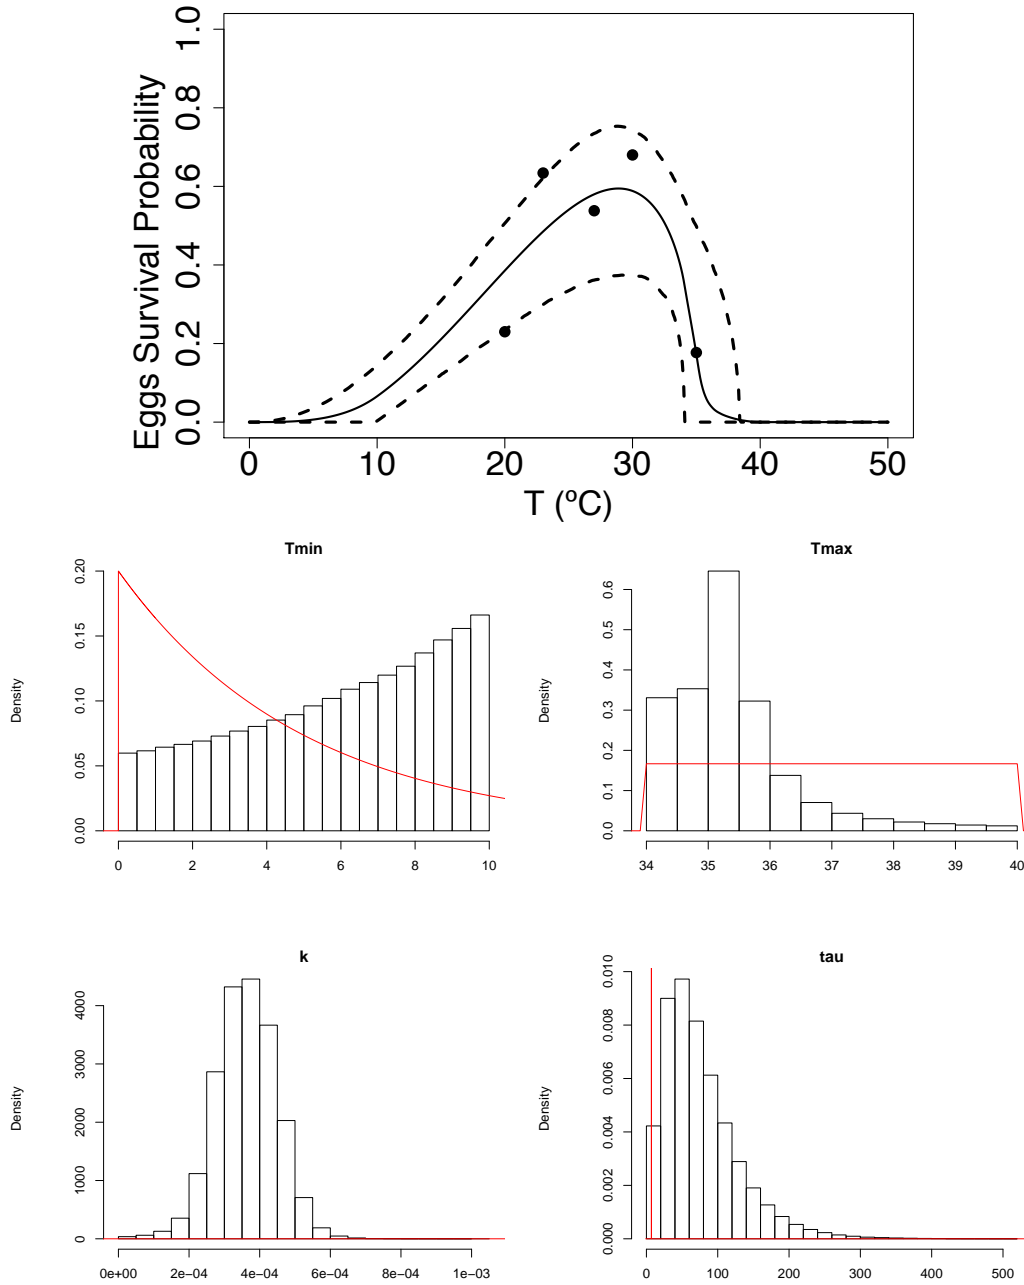 Eggs Survival Probability
1.0
0.8
0.6
0.4
0.2
0.0
0 10 20 30 40 50
T (ºC)
Tmin
Density
0.20
0.15
0.10
0.05
0.00
0 2 4 6 8 10
Tmax
Density
0.6
0.5
0.4
0.3
0.2
0.1
0.0
34 35 36 37 38 39 40
k
Density
4000
3000
2000
1000
0
0e+00 2e−04 4e−04 6e−04 8e−04 1e−03
tau
Density
0.010
0.008
0.006
0.004
0.002
0.000
0 100 200 300 400 500